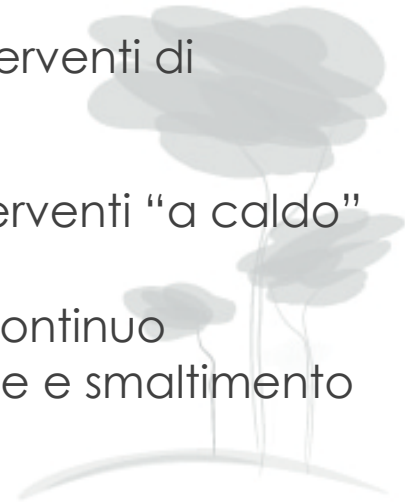 erventi di
erventi “a caldo”
ontinuo
e e smaltimento